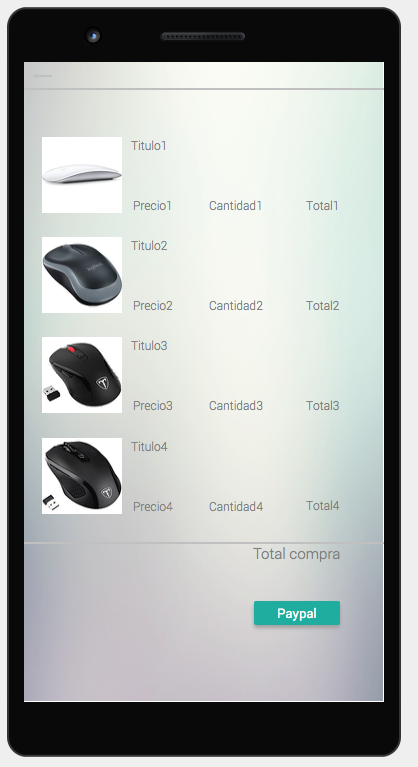 Titulo1
Precio1 Cantidad1 Total1
Titulo2
Precio2 Cantidad2 Total2
Titulo3
Precio3 Cantidad3 Total3
Titulo4
Precio4 Cantidad4 Total4
Total compra
Paypal